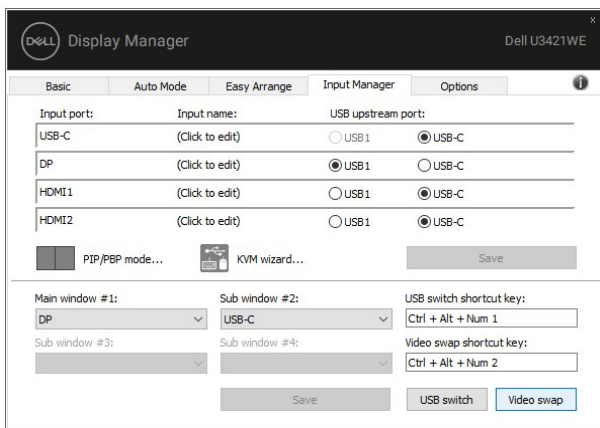 x
DELL Display Manager Dell U3421WE
Basic Auto Mode Easy Arrange Input Manager Options i
Input port: Input name: USB upstream port:
USB-C (Click to edit) USB1 USB-C
DP (Click to edit) USB1 USB-C
HDMI1 (Click to edit) USB1 USB-C
HDMI2 (Click to edit) USB1 USB-C
PIP/PBP mode... KVM wizard... Save
Main window #1: Sub window #2: USB switch shortcut key:
DP USB-C Ctrl + Alt + Num 1
Sub window #3: Sub window #4: Video swap shortcut key:
Ctrl + Alt + Num 2
Save USB switch Video swap